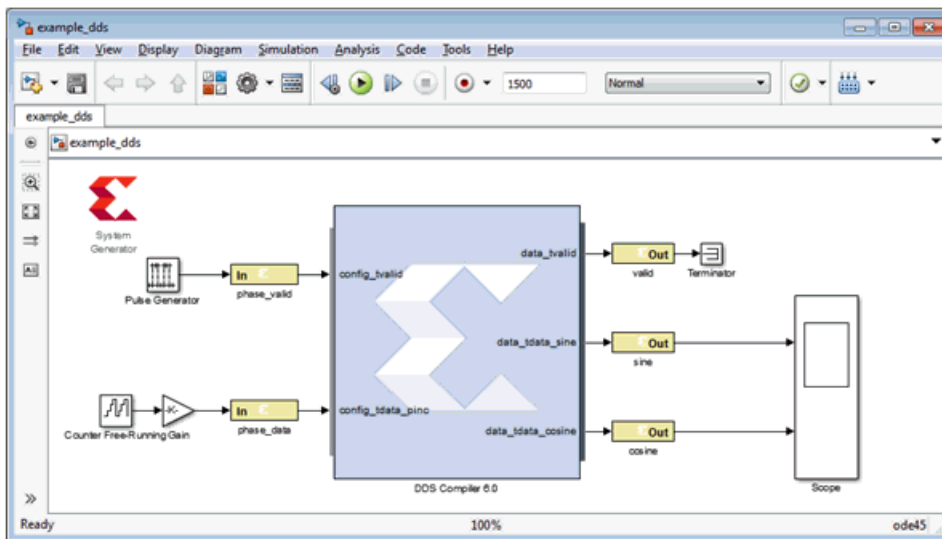 example_dds
File Edit View Display Diagram Simulation Analysis Code Tools Help
1500
Normal
example_dds
example_dds
System
Generator
Pulse Generator
In
phase_valid
config_tvalid
data_tvalid
Out
valid
Terminator
data_tdata_sine
Out
sine
Counter Free-Running
-K-
Gain
In
phase_data
config_tdata_pinc
data_tdata_cosine
Out
cosine
DDS Compiler 6.0
Scope
Ready
100%
ode45